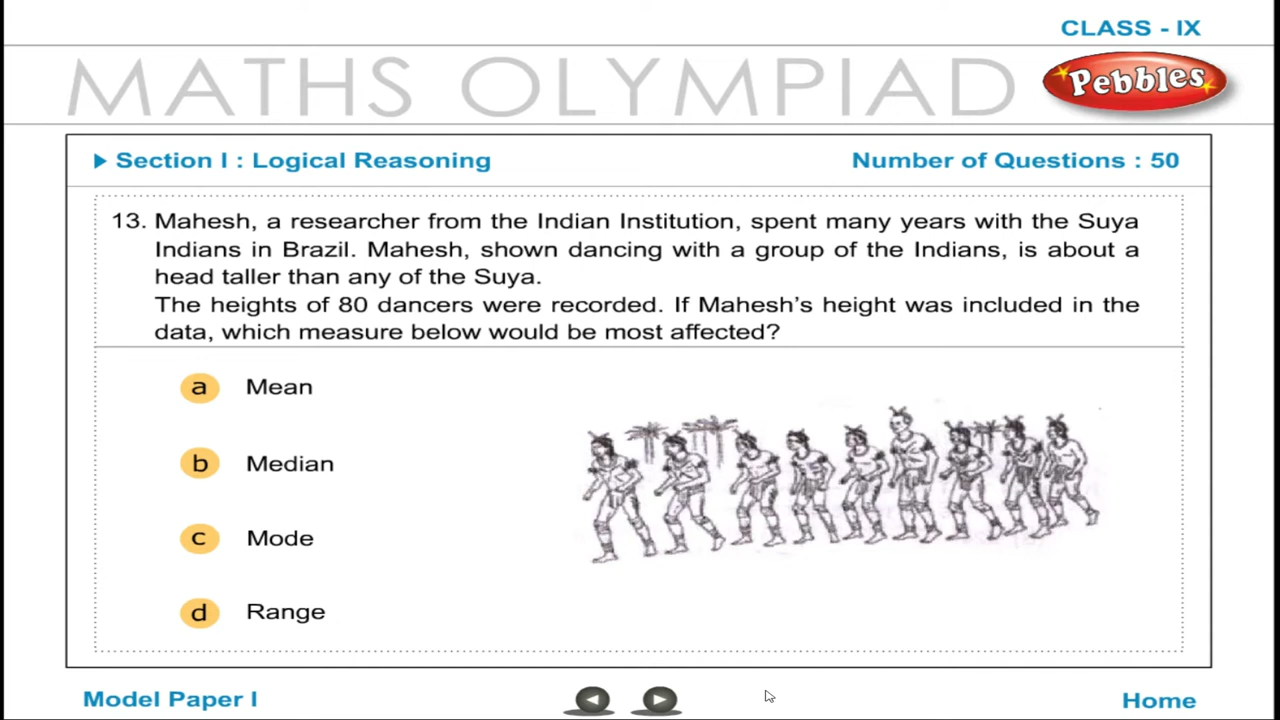 CLASS - IX
MATHS OLYMPIAD
Pebbles
Section I : Logical Reasoning
Number of Questions : 50
13. Mahesh, a researcher from the Indian Institution, spent many years with the Suya
Indians in Brazil. Mahesh, shown dancing with a group of the Indians, is about a
head taller than any of the Suya.
The heights of 80 dancers were recorded. If Mahesh's height was included in the
data, which measure below would be most affected?
a Mean
b Median
c Mode
d Range
Model Paper I
Home